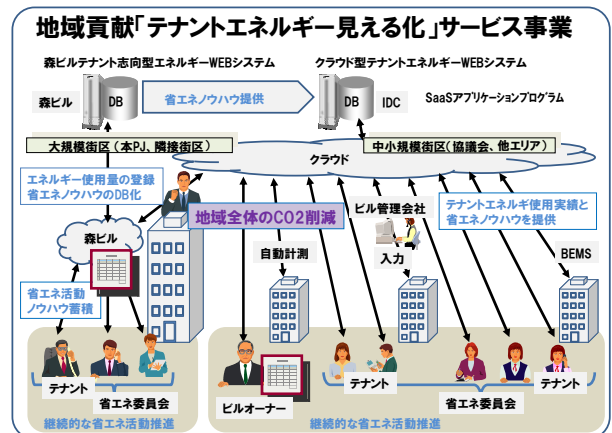 地域貢献「テナントエネルギー見える化」サービス事業
森ビルテナント志向型エネルギーWEBシステム
クラウド型テナントエネルギーWEBシステム
森ビル
DB
省エネノウハウ提供
DB
IDC
SaaSアプリケーションプログラム
大規模街区（本PJ、隣接街区）
中小規模街区(協議会、他エリア）
クラウド
エネルギー使用量の登録
省エネノウハウのDB化
地域全体のCO2削減
ビル管理会社
テナントエネルギ使用実績と
省エネノウハウを提供
森ビル
自動計測
入力
BEMS
省エネ活動
ノウハウ蓄積
テナント
省エネ委員会
ビルオーナー
テナント
省エネ委員会
テナント
継続的な省エネ活動推進
継続的な省エネ活動推進